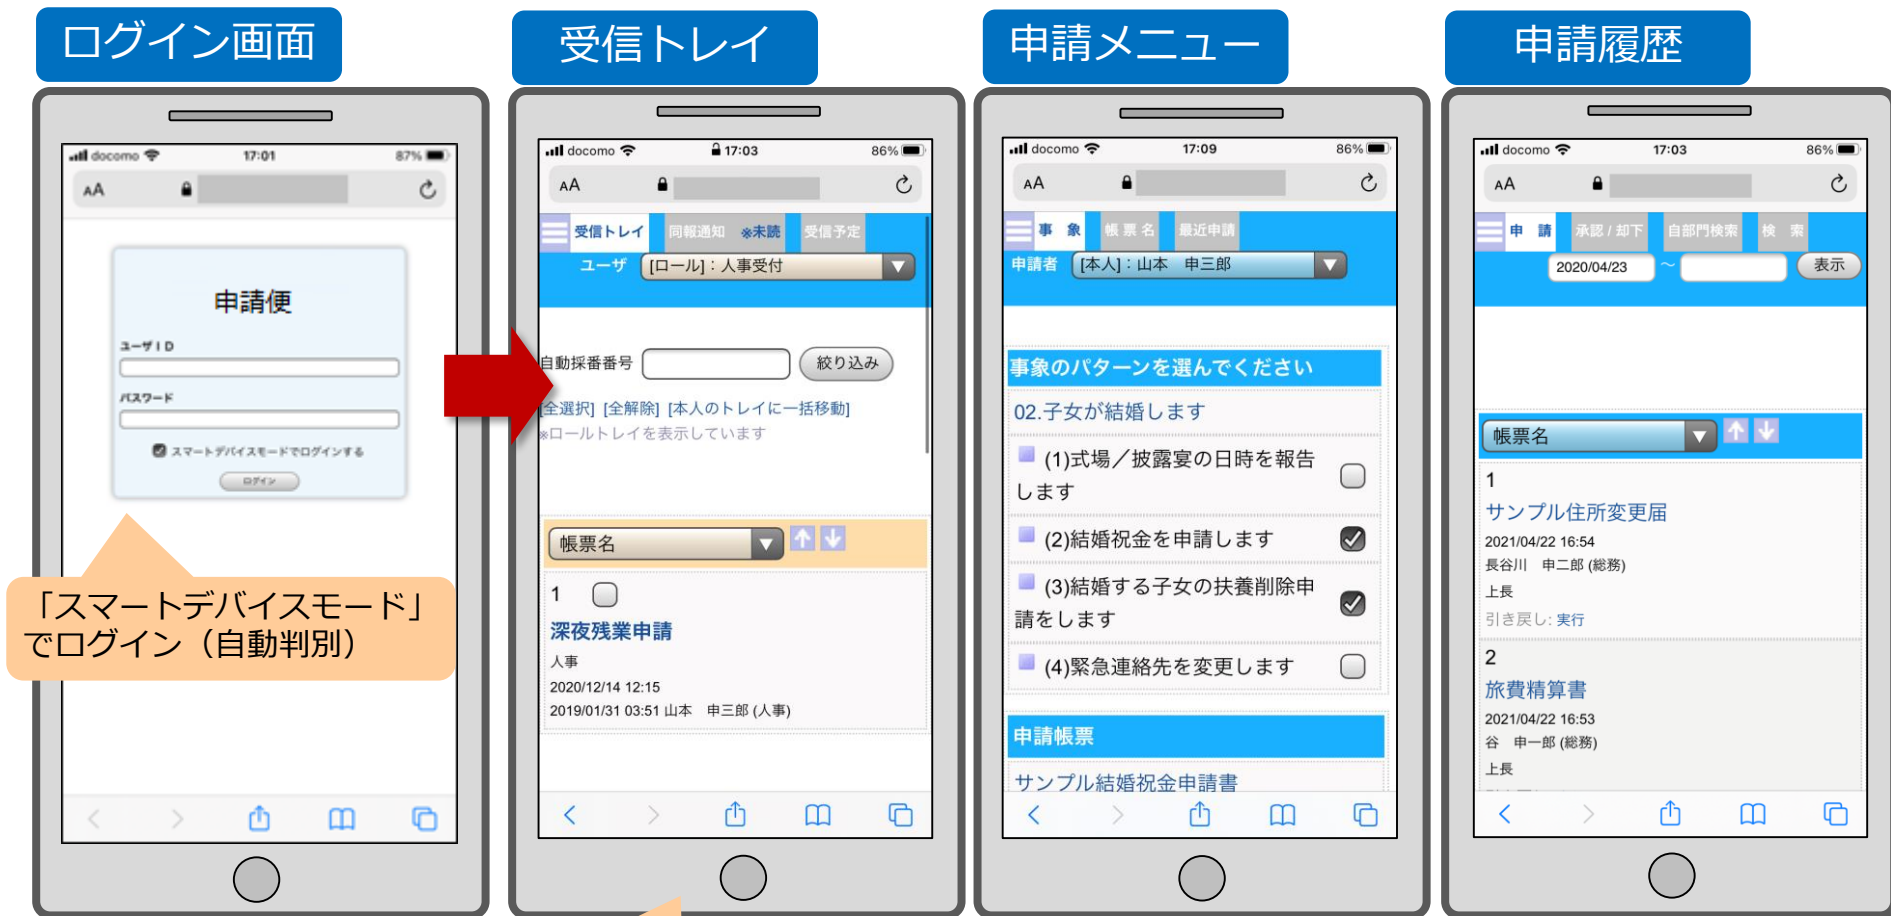 ログイン画面
docomo 17:01 87%
AA
申請便
ユーザID
パスワード
スマートデバイスモードでログインする
ログイン
「スマートデバイスモード」
でログイン（自動判別）
受信トレイ
docomo 17:03 86%
AA
受信トレイ 同報通知 ※未読 受信予定
ユーザ [ロール]：人事受付
自動採番番号 絞り込み
[全選択] [全解除] [本人のトレイに一括移動]
※ロールトレイを表示しています
帳票名
1
深夜残業申請
人事
2020/12/14 12:15
2019/01/31 03:51 山本 申三郎 (人事)
申請メニュー
docomo 17:09 86%
AA
事 象 帳票名 最近申請
申請者 [本人]：山本 申三郎
事象のパターンを選んでください
02.子女が結婚します
(1)式場／披露宴の日時を報告
します
(2)結婚祝金を申請します
(3)結婚する子女の扶養削除申
請をします
(4)緊急連絡先を変更します
申請帳票
サンプル結婚祝金申請書
申請履歴
docomo 17:03 86%
AA
申 請 承認 / 却下 自部門検索 検 索
2020/04/23 ～ 表示
帳票名
1
サンプル住所変更届
2021/04/22 16:54
長谷川 申二郎 (総務)
上長
引き戻し: 実行
2
旅費精算書
2021/04/22 16:53
谷 申一郎 (総務)
上長